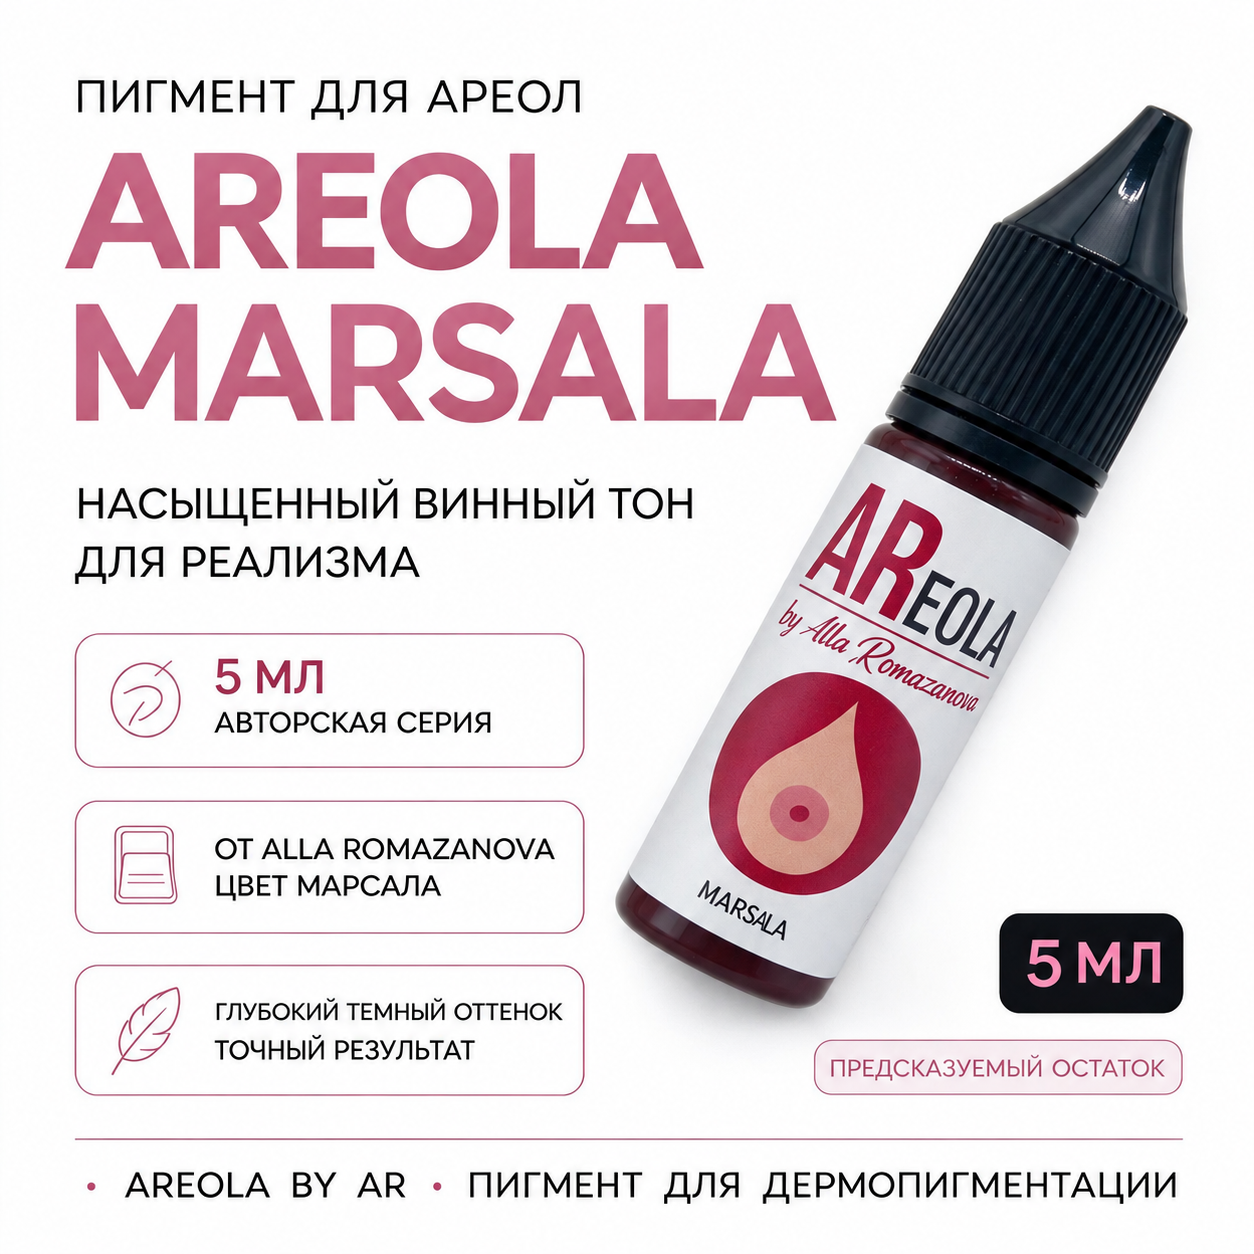 ПИГМЕНТ ДЛЯ АРЕОЛ
AREOLA
MARSALA
НАСЫЩЕННЫЙ ВИННЫЙ ТОН
ДЛЯ РЕАЛИЗМА
5 МЛ
АВТОРСКАЯ СЕРИЯ
ОТ ALLA ROMAZANOVA
ЦВЕТ МАРСАЛА
ГЛУБОКИЙ ТЕМНЫЙ ОТТЕНОК
ТОЧНЫЙ РЕЗУЛЬТАТ
AREOLA
by Alla Romazanova
MARSALA
5 МЛ
ПРЕДСКАЗУЕМЫЙ ОСТАТОК
• AREOLA BY AR • ПИГМЕНТ ДЛЯ ДЕРМОПИГМЕНТАЦИИ